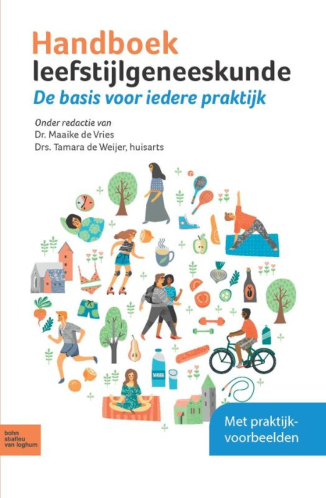 Handboek
leefstijlgeneeskunde
De basis voor iedere praktijk
Onder redactie van
Dr. Maaike de Vries
Drs. Tamara de Weijer, huisarts
WORK
Met praktijk-
voorbeelden
bohn
stafleu
van loghum